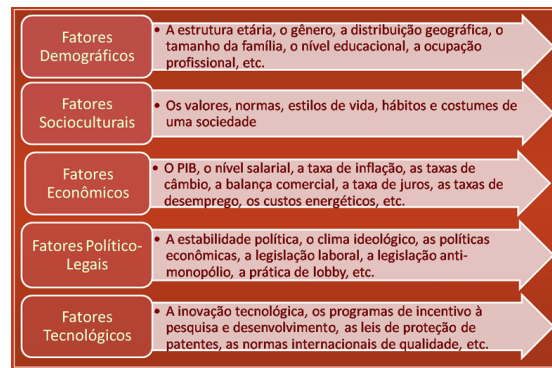 Fatores
Demográficos
• A estrutura etária, o gênero, a distribuição geográfica, o
tamanho da família, o nível educacional, a ocupação
profissional, etc.
Fatores
Socioculturais
• Os valores, normas, estilos de vida, hábitos e costumes de
uma sociedade
Fatores
Econômicos
• O PIB, o nível salarial, a taxa de inflação, as taxas de
câmbio, a balança comercial, a taxa de juros, as taxas de
desemprego, os custos energéticos, etc.
Fatores Político-
Legais
• A estabilidade política, o clima ideológico, as políticas
econômicas, a legislação laboral, a legislação anti-
monopólio, a prática de lobby, etc.
Fatores
Tecnológicos
• A inovação tecnológica, os programas de incentivo à
pesquisa e desenvolvimento, as leis de proteção de
patentes, as normas internacionais de qualidade, etc.